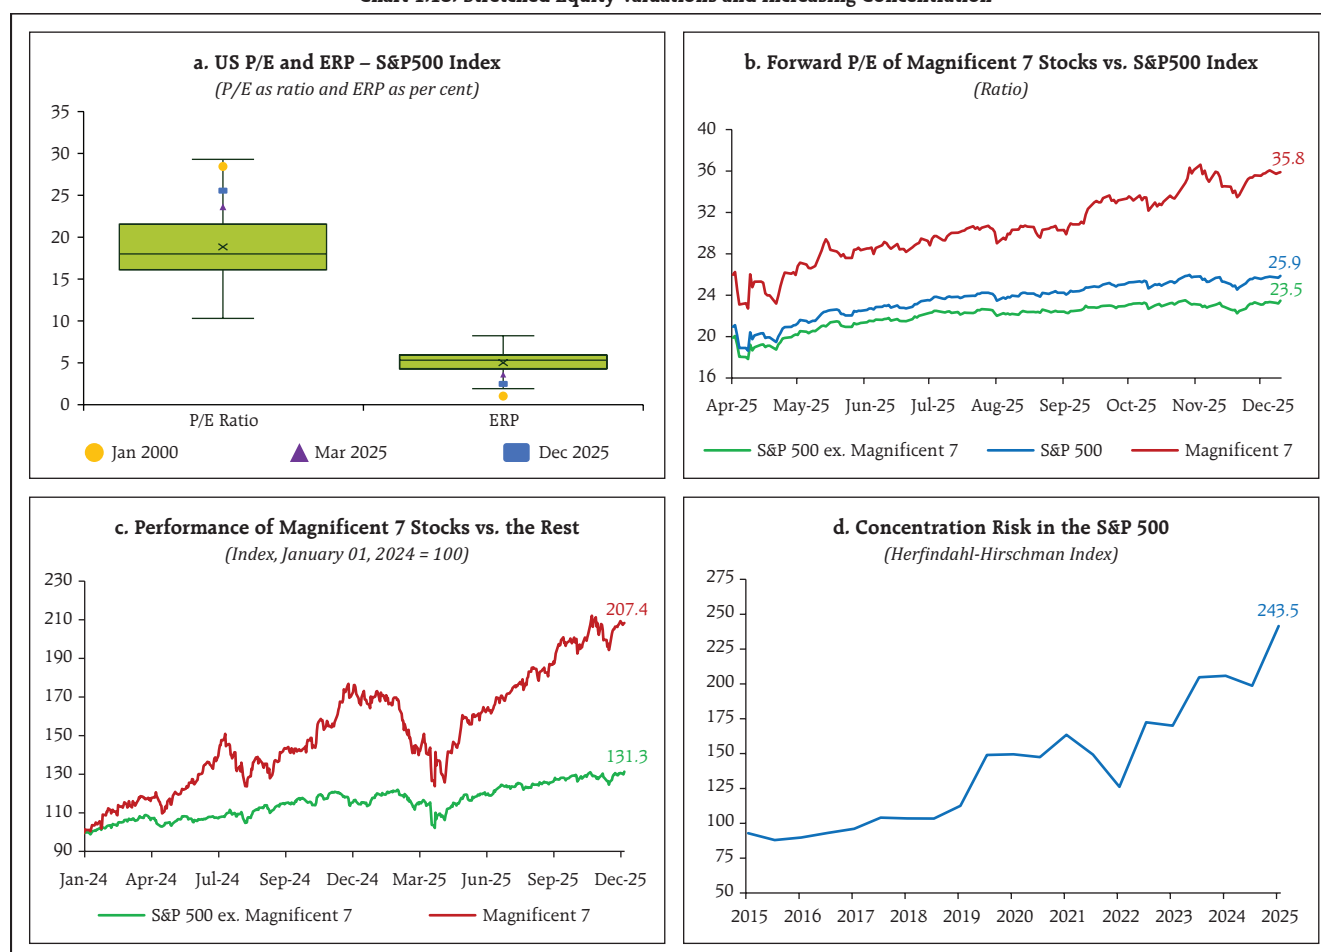 a. US P/E and ERP – S&P500 Index
(P/E as ratio and ERP as per cent)
35
30
25
20
15
10
5
0
P/E Ratio
ERP
Jan 2000
Mar 2025
Dec 2025
b. Forward P/E of Magnificent 7 Stocks vs. S&P500 Index
(Ratio)
40
36
32
28
24
20
16
35.8
25.9
23.5
Apr-25
May-25
Jun-25
Jul-25
Aug-25
Sep-25
Oct-25
Nov-25
Dec-25
S&P 500 ex. Magnificent 7
S&P 500
Magnificent 7
c. Performance of Magnificent 7 Stocks vs. the Rest
(Index, January 01, 2024 = 100)
230
210
190
170
150
130
110
90
207.4
131.3
Jan-24
Apr-24
Jul-24
Sep-24
Dec-24
Mar-25
Jun-25
Sep-25
Dec-25
S&P 500 ex. Magnificent 7
Magnificent 7
d. Concentration Risk in the S&P 500
(Herfindahl-Hirschman Index)
275
250
225
200
175
150
125
100
75
50
243.5
2015
2016
2017
2018
2019
2020
2021
2022
2023
2024
2025